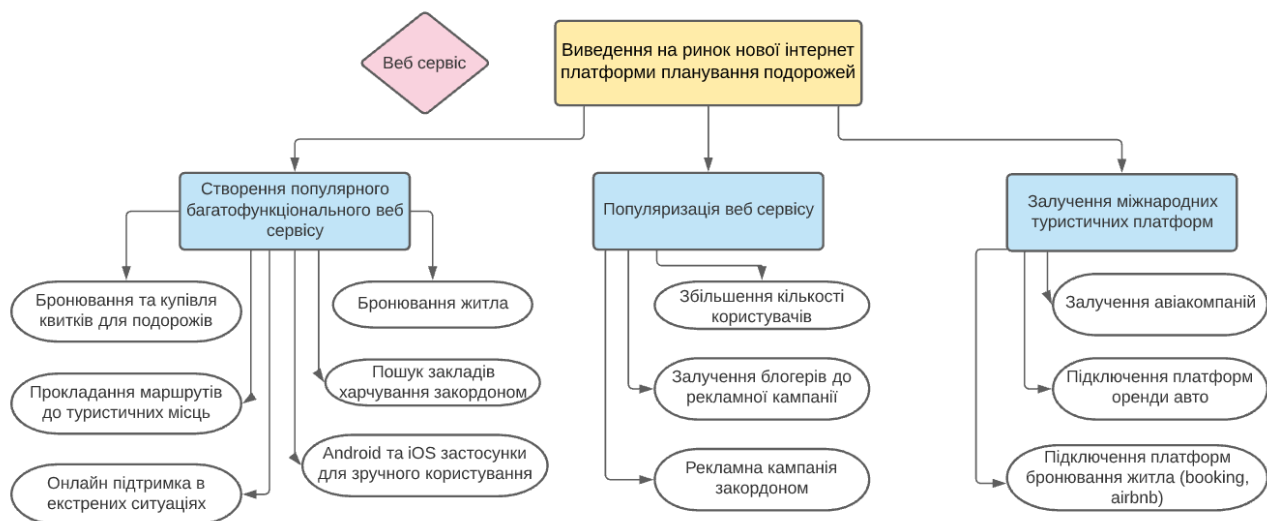 Веб сервіс
Виведення на ринок нової інтернет
платформи планування подорожей
Створення популярного
багатофункціонального веб
сервісу
Популяризація веб сервісу
Залучення міжнародних
туристичних платформ
Бронювання та купівля
квитків для подорожів
Бронювання житла
Прокладання маршрутів
до туристичних місць
Пошук закладів
харчування закордоном
Онлайн підтримка в
екстрених ситуаціях
Android та iOS застосунки
для зручного користування
Збільшення кількості
користувачів
Залучення блогерів до
рекламної кампанії
Рекламна кампанія
закордоном
Залучення авіакомпаній
Підключення платформ
оренди авто
Підключення платформ
бронювання житла (booking,
airbnb)